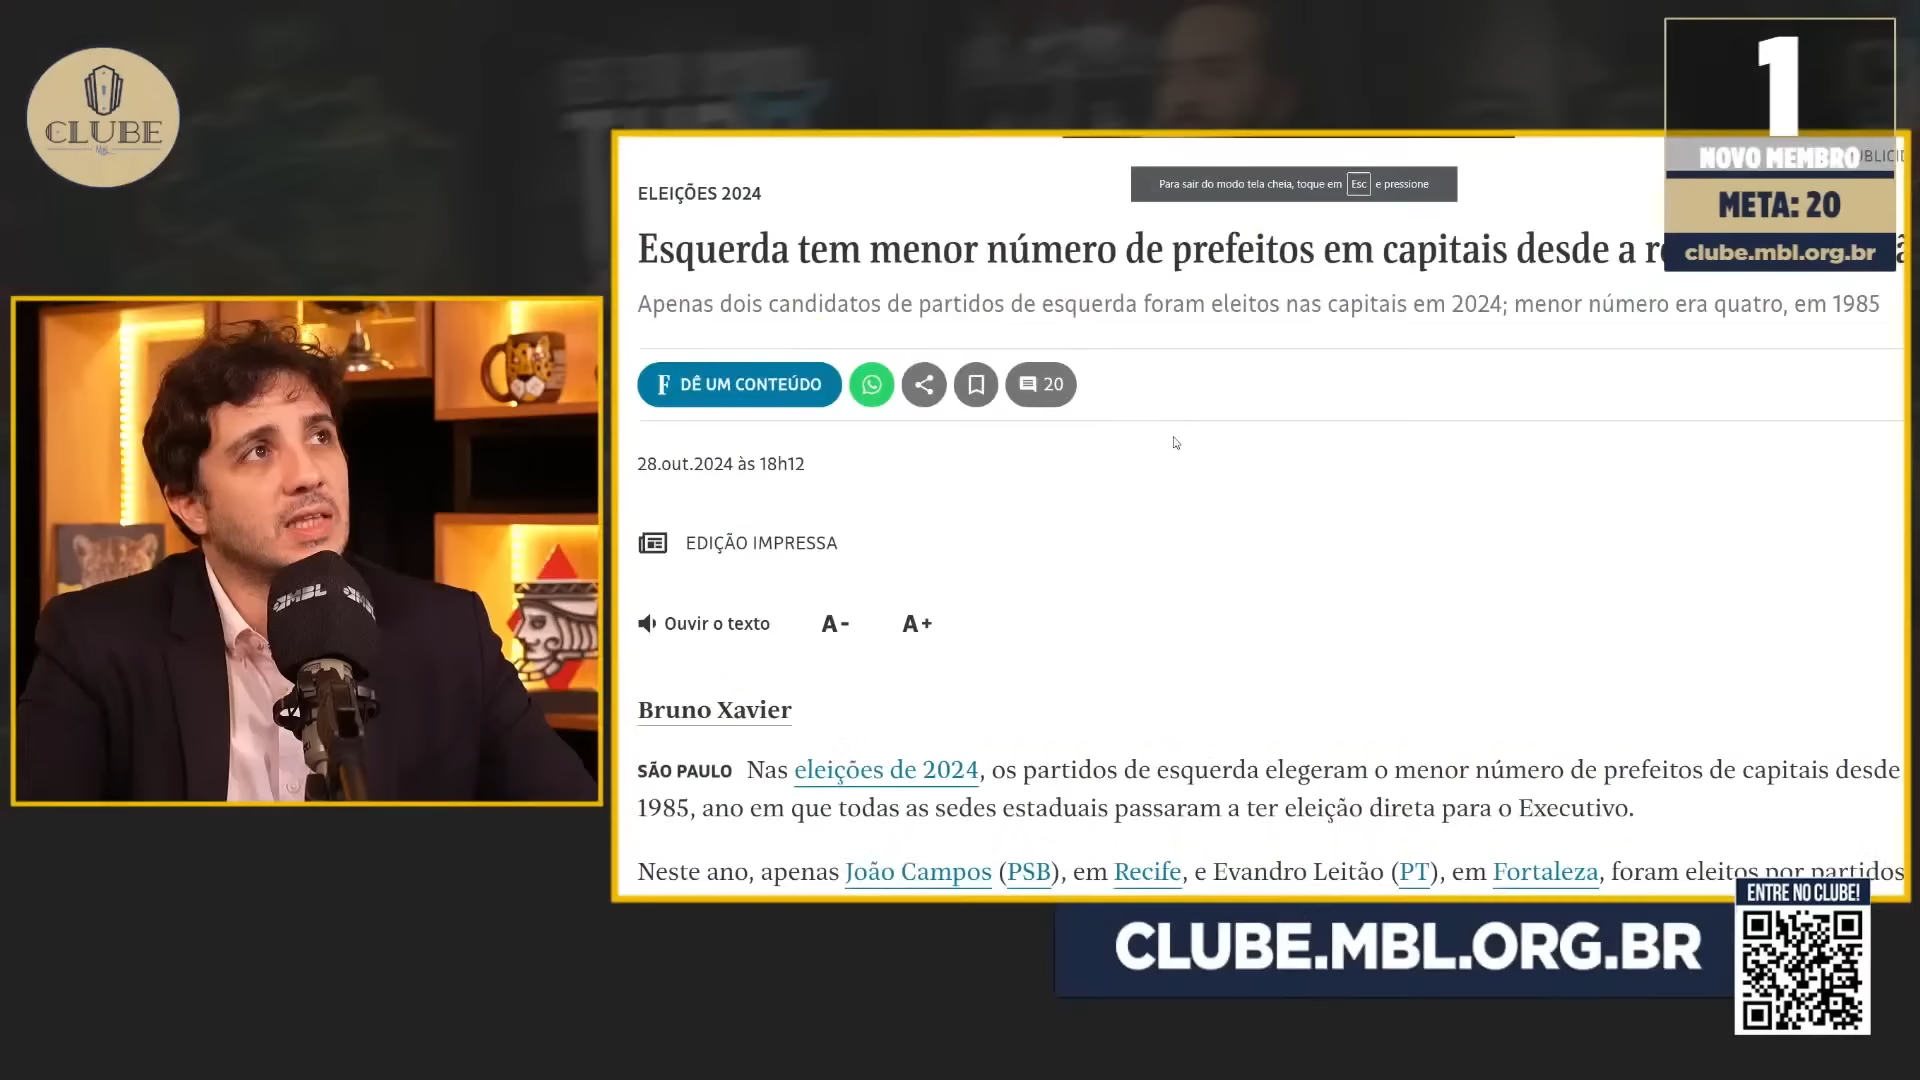 CLUBE
MBL
1
NOVO MEMBRO
META: 20
clube.mbl.org.br
Para sair do modo tela cheia, toque em Esc e pressione
ELEIÇÕES 2024
Esquerda tem menor número de prefeitos em capitais desde a
Apenas dois candidatos de partidos de esquerda foram eleitos nas capitais em 2024; menor número era quatro, em 1985
F DÊ UM CONTEÚDO 20
28.out.2024 às 18h12
EDIÇÃO IMPRESSA
Ouvir o texto A- A+
Bruno Xavier
SÃO PAULO Nas eleições de 2024, os partidos de esquerda elegeram o menor número de prefeitos de capitais desde
1985, ano em que todas as sedes estaduais passaram a ter eleição direta para o Executivo.
Neste ano, apenas João Campos (PSB), em Recife, e Evandro Leitão (PT), em Fortaleza, foram eleitos por partidos
MBL
ENTRE NO CLUBE!
CLUBE.MBL.ORG.BR